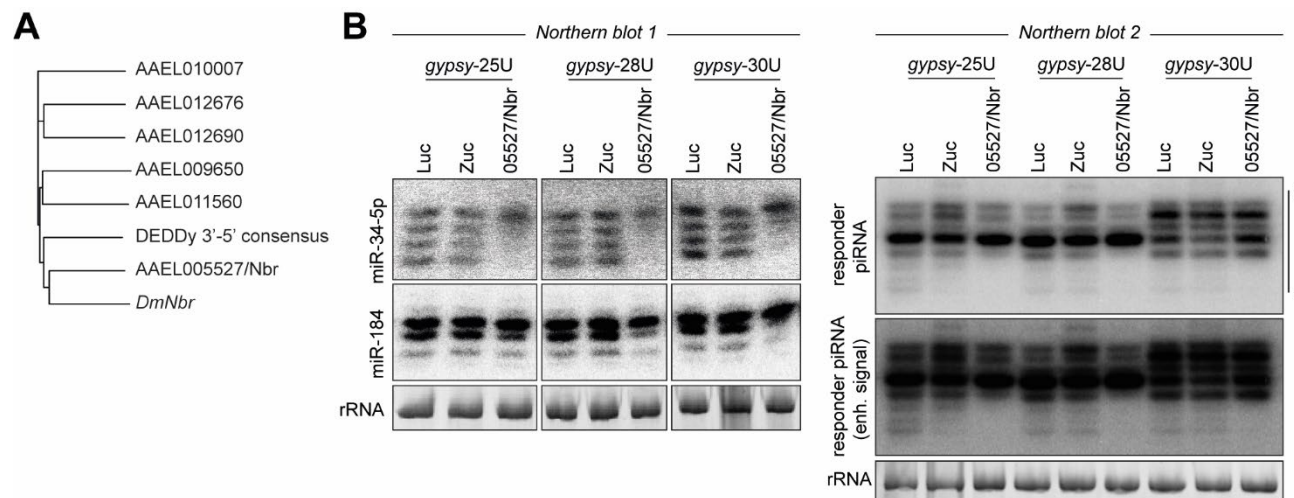 A
AAEL010007
AAEL012676
AAEL012690
AAEL009650
AAEL011560
DEDDy 3'-5' consensus
AAEL005527/Nbr
DmNbr
B
Northern blot 1
gypsy-25U
gypsy-28U
gypsy-30U
Luc
Zuc
05527/Nbr
Luc
Zuc
05527/Nbr
Luc
Zuc
05527/Nbr
miR-34-5p
miR-184
rRNA
Northern blot 2
gypsy-25U
gypsy-28U
gypsy-30U
Luc
Zuc
05527/Nbr
Luc
Zuc
05527/Nbr
Luc
Zuc
05527/Nbr
responder
piRNA
responder piRNA
(enh. signal)
rRNA